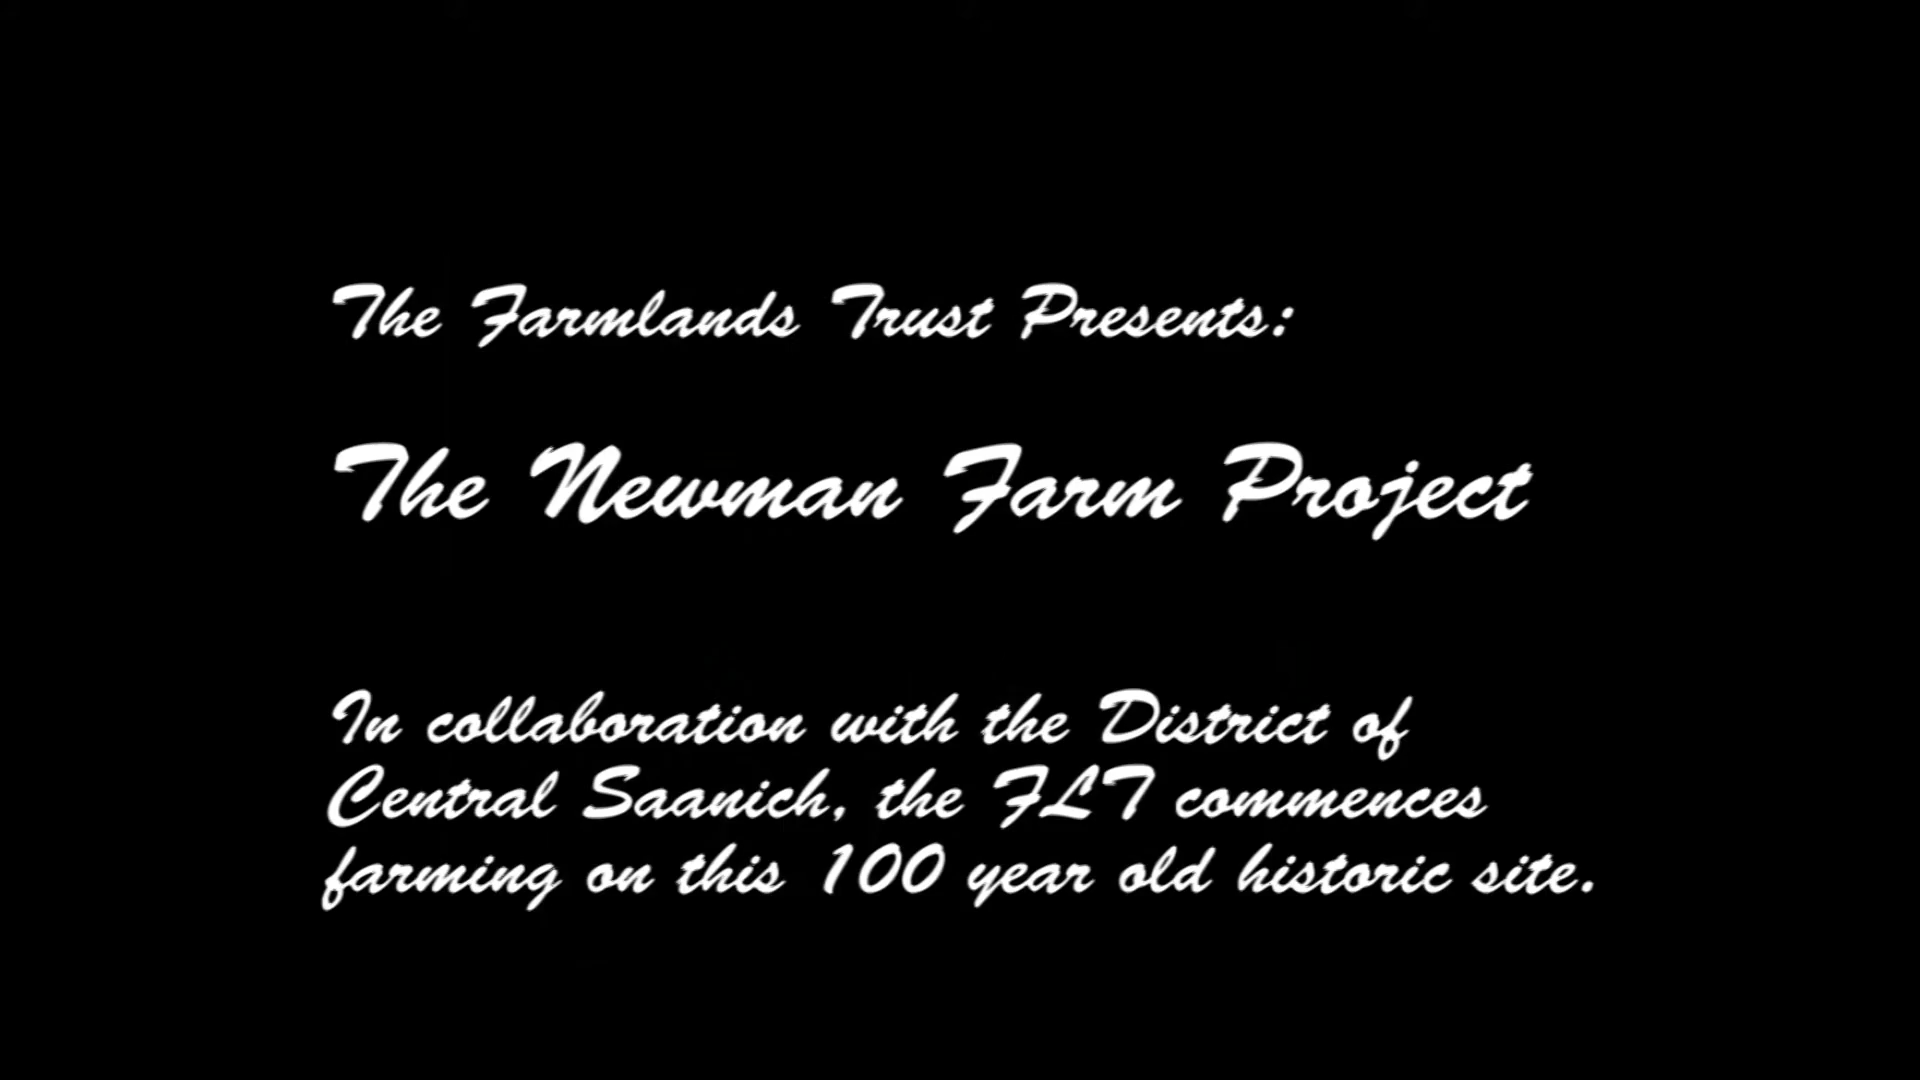 The Farmlands Trust Presents:
The Newman Farm Project
In collaboration with the District of
Central Saanich, the FLT commences
farming on this 100 year old historic site.